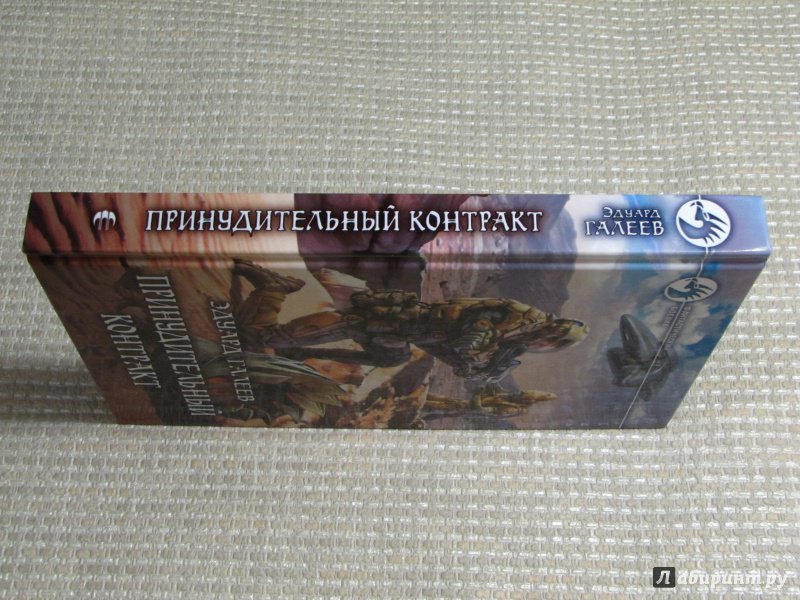 ПРИНУДИТЕЛЬНЫЙ КОНТРАКТ
ЭДУАРД
ГАЛЕЕВ
ЭДУАРД ГАЛЕЕВ
ПРИНУДИТЕЛЬНЫЙ
КОНТРАКТ
Лабиринт.ру